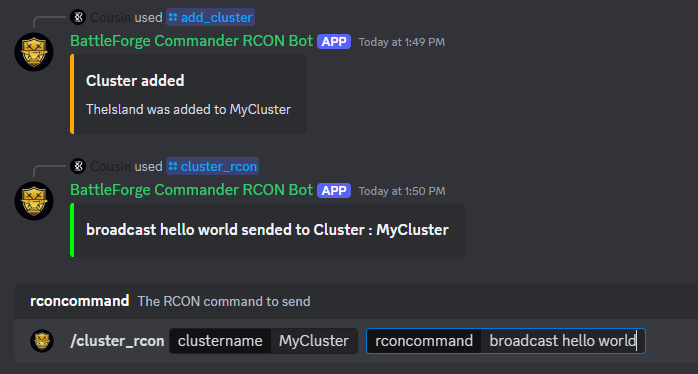 Cousin used add_cluster
BattleForge Commander RCON Bot APP Today at 1:49 PM
Cluster added
TheIsland was added to MyCluster
Cousin used cluster_rcon
BattleForge Commander RCON Bot APP Today at 1:50 PM
broadcast hello world sended to Cluster : MyCluster
rconcommand The RCON command to send
/cluster_rcon clustername MyCluster rconcommand broadcast hello world